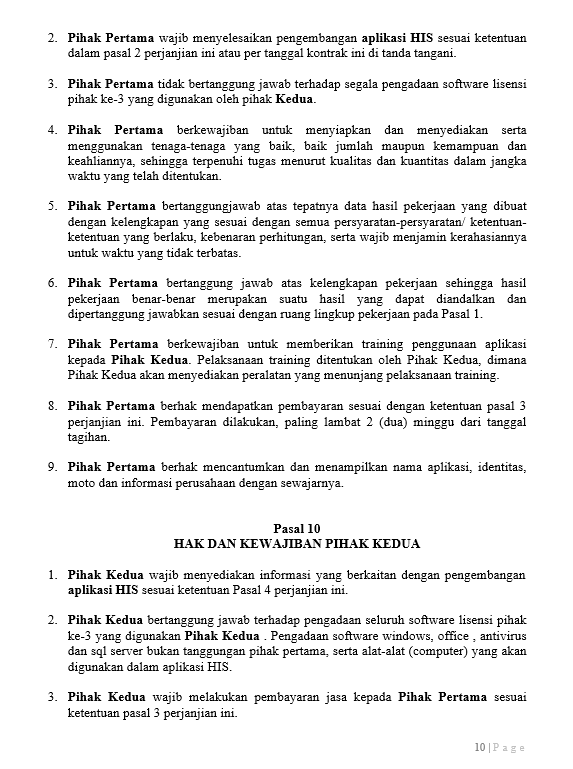 2. Pihak Pertama wajib menyelesaikan pengembangan aplikasi HIS sesuai ketentuan
dalam pasal 2 perjanjian ini atau per tanggal kontrak ini di tanda tangani.
3. Pihak Pertama tidak bertanggung jawab terhadap segala pengadaan software lisensi
pihak ke-3 yang digunakan oleh pihak Kedua.
4. Pihak Pertama berkewajiban untuk menyiapkan dan menyediakan serta
menggunakan tenaga-tenaga yang baik, baik jumlah maupun kemampuan dan
keahliannya, sehingga terpenuhi tugas menurut kualitas dan kuantitas dalam jangka
waktu yang telah ditentukan.
5. Pihak Pertama bertanggungjawab atas tepatnya data hasil pekerjaan yang dibuat
dengan kelengkapan yang sesuai dengan semua persyaratan-persyaratan/ ketentuan-
ketentuan yang berlaku, kebenaran perhitungan, serta wajib menjamin kerahasiannya
untuk waktu yang tidak terbatas.
6. Pihak Pertama bertanggung jawab atas kelengkapan pekerjaan sehingga hasil
pekerjaan benar-benar merupakan suatu hasil yang dapat diandalkan dan
dipertanggung jawabkan sesuai dengan ruang lingkup pekerjaan pada Pasal 1.
7. Pihak Pertama berkewajiban untuk memberikan training penggunaan aplikasi
kepada Pihak Kedua. Pelaksanaan training ditentukan oleh Pihak Kedua, dimana
Pihak Kedua akan menyediakan peralatan yang menunjang pelaksanaan training.
8. Pihak Pertama berhak mendapatkan pembayaran sesuai dengan ketentuan pasal 3
perjanjian ini. Pembayaran dilakukan, paling lambat 2 (dua) minggu dari tanggal
tagihan.
9. Pihak Pertama berhak mencantumkan dan menampilkan nama aplikasi, identitas,
moto dan informasi perusahaan dengan sewajarnya.
Pasal 10
HAK DAN KEWAJIBAN PIHAK KEDUA
1. Pihak Kedua wajib menyediakan informasi yang berkaitan dengan pengembangan
aplikasi HIS sesuai ketentuan Pasal 4 perjanjian ini.
2. Pihak Kedua bertanggung jawab terhadap pengadaan seluruh software lisensi pihak
ke-3 yang digunakan Pihak Kedua . Pengadaan software windows, office , antivirus
dan sql server bukan tanggungan pihak pertama, serta alat-alat (computer) yang akan
digunakan dalam aplikasi HIS.
3. Pihak Kedua wajib melakukan pembayaran jasa kepada Pihak Pertama sesuai
ketentuan pasal 3 perjanjian ini.
10 | P a g e